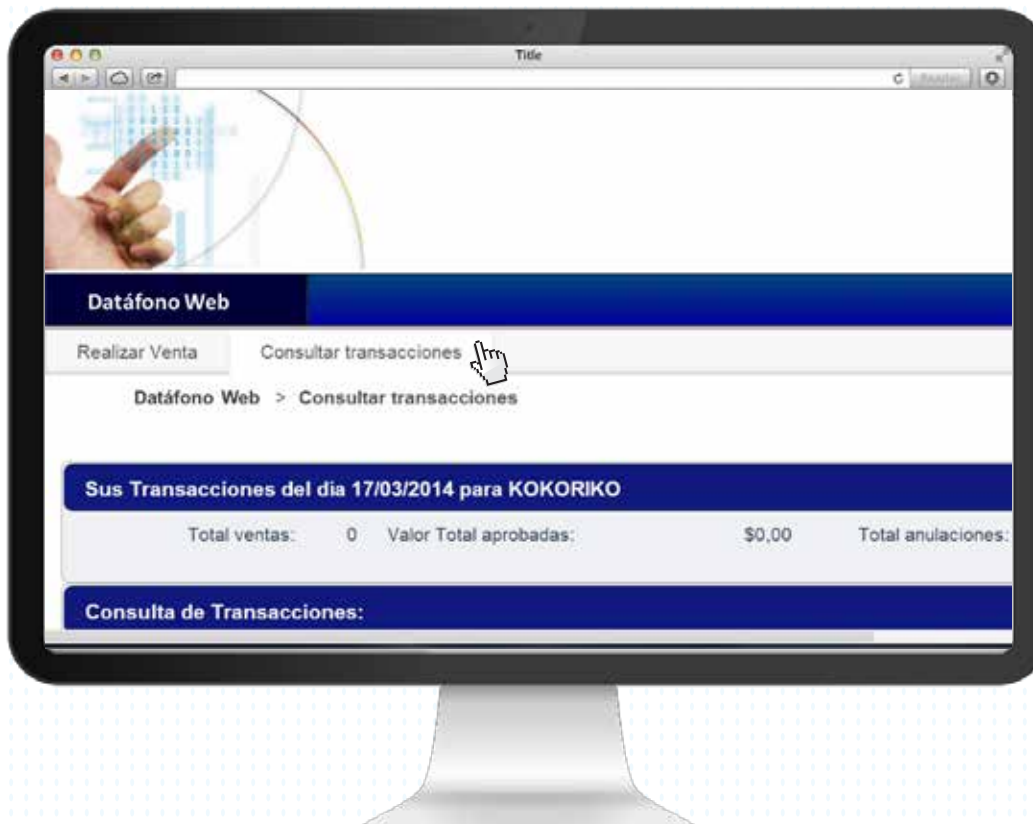 Title
Reader
Datáfono Web
Realizar Venta Consultar transacciones
Datáfono Web > Consultar transacciones
Sus Transacciones del dia 17/03/2014 para KOKORIKO
Total ventas: 0 Valor Total aprobadas: $0,00 Total anulaciones:
Consulta de Transacciones: